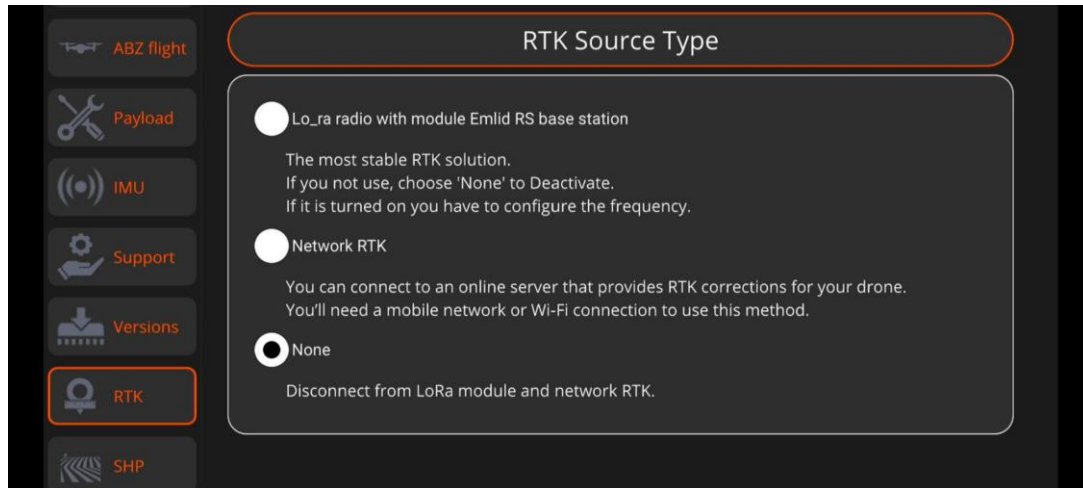 ABZ flight
Payload
IMU
Support
Versions
RTK
SHP
RTK Source Type
Lo_ra radio with module Emlid RS base station
The most stable RTK solution.
If you not use, choose 'None' to Deactivate.
If it is turned on you have to configure the frequency.
Network RTK
You can connect to an online server that provides RTK corrections for your drone.
You’ll need a mobile network or Wi-Fi connection to use this method.
None
Disconnect from LoRa module and network RTK.